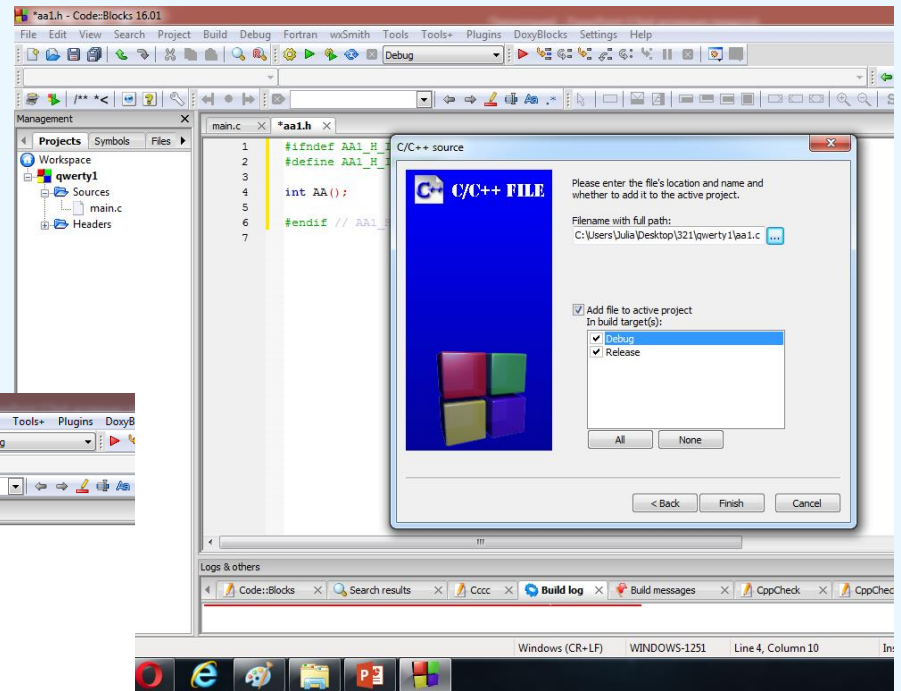 *aa1.h - Code::Blocks 16.01
File Edit View Search Project Build Debug Fortran wxSmith Tools Tools+ Plugins DoxyBlocks Settings Help
Debug
/** *<
Management
Projects Symbols Files
Workspace
qwerty1
Sources
main.c
Headers
main.c *aa1.h
1 #ifndef AA1_H_I
2 #define AA1_H_I
3
4 int AA();
5
6 #endif // AA1_H
7
C/C++ source
C++ C/C++ FILE
Please enter the file's location and name and
whether to add it to the active project.
Filename with full path:
C:\Users\Julia\Desktop\321\qwerty1\aa1.c ...
Add file to active project
In build target(s):
Debug
Release
All None
< Back Finish Cancel
Tools+ Plugins DoxyB
g
Logs & others
Code::Blocks Search results Cccc Build log Build messages CppCheck CppChec
Windows (CR+LF) WINDOWS-1251 Line 4, Column 10 Ins